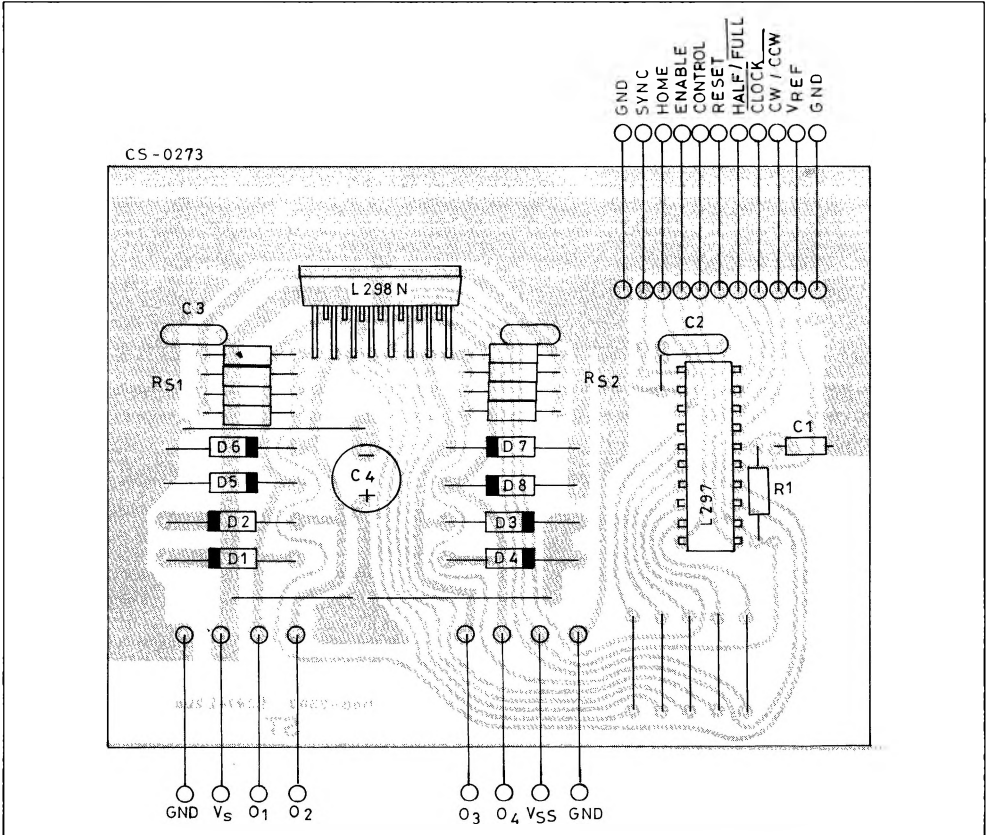 GND
SYNC
HOME
ENABLE
CONTROL
RESET
HALF / FULL
CLOCK
CW / CCW
VREF
GND
CS-0273
L298N
C3
C2
RS1
RS2
C1
D6
D7
C4
D5
D8
R1
L297
D2
D3
D1
D4
GND
Vs
O1
O2
O3
O4
VSS
GND